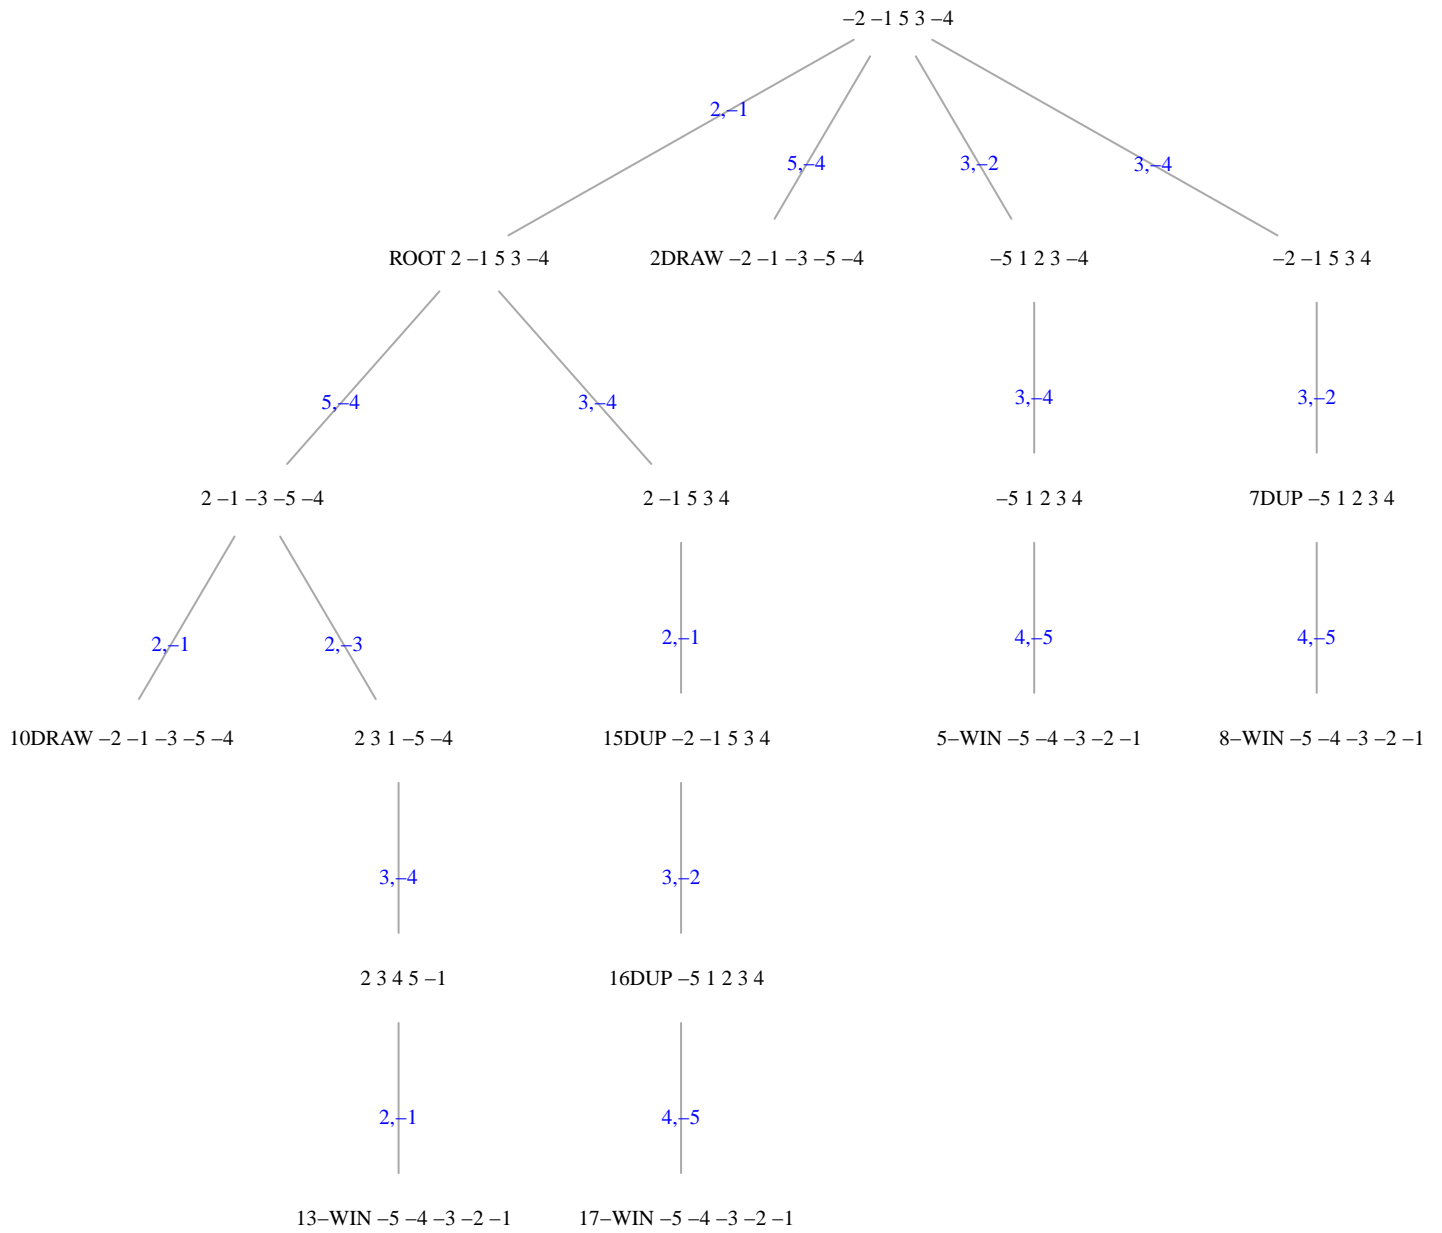 –2 –1 5 3 –4
2,–1
5,–4
3,–2
3,–4
ROOT 2 –1 5 3 –4
2DRAW –2 –1 –3 –5 –4
–5 1 2 3 –4
–2 –1 5 3 4
5,–4
3,–4
3,–4
3,–2
2 –1 –3 –5 –4
2 –1 5 3 4
–5 1 2 3 4
7DUP –5 1 2 3 4
2,–1
2,–3
2,–1
4,–5
4,–5
10DRAW –2 –1 –3 –5 –4
2 3 1 –5 –4
15DUP –2 –1 5 3 4
5–WIN –5 –4 –3 –2 –1
8–WIN –5 –4 –3 –2 –1
3,–4
3,–2
2 3 4 5 –1
16DUP –5 1 2 3 4
2,–1
4,–5
13–WIN –5 –4 –3 –2 –1
17–WIN –5 –4 –3 –2 –1